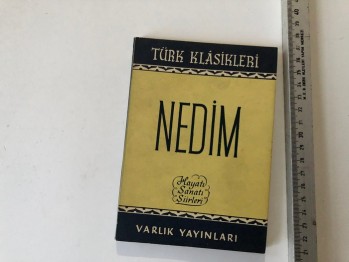 TÜRK KLÂSİKLERİ
NEDİM
Hayatı
Sanatı
Şiirleri
VARLIK YAYINLARI